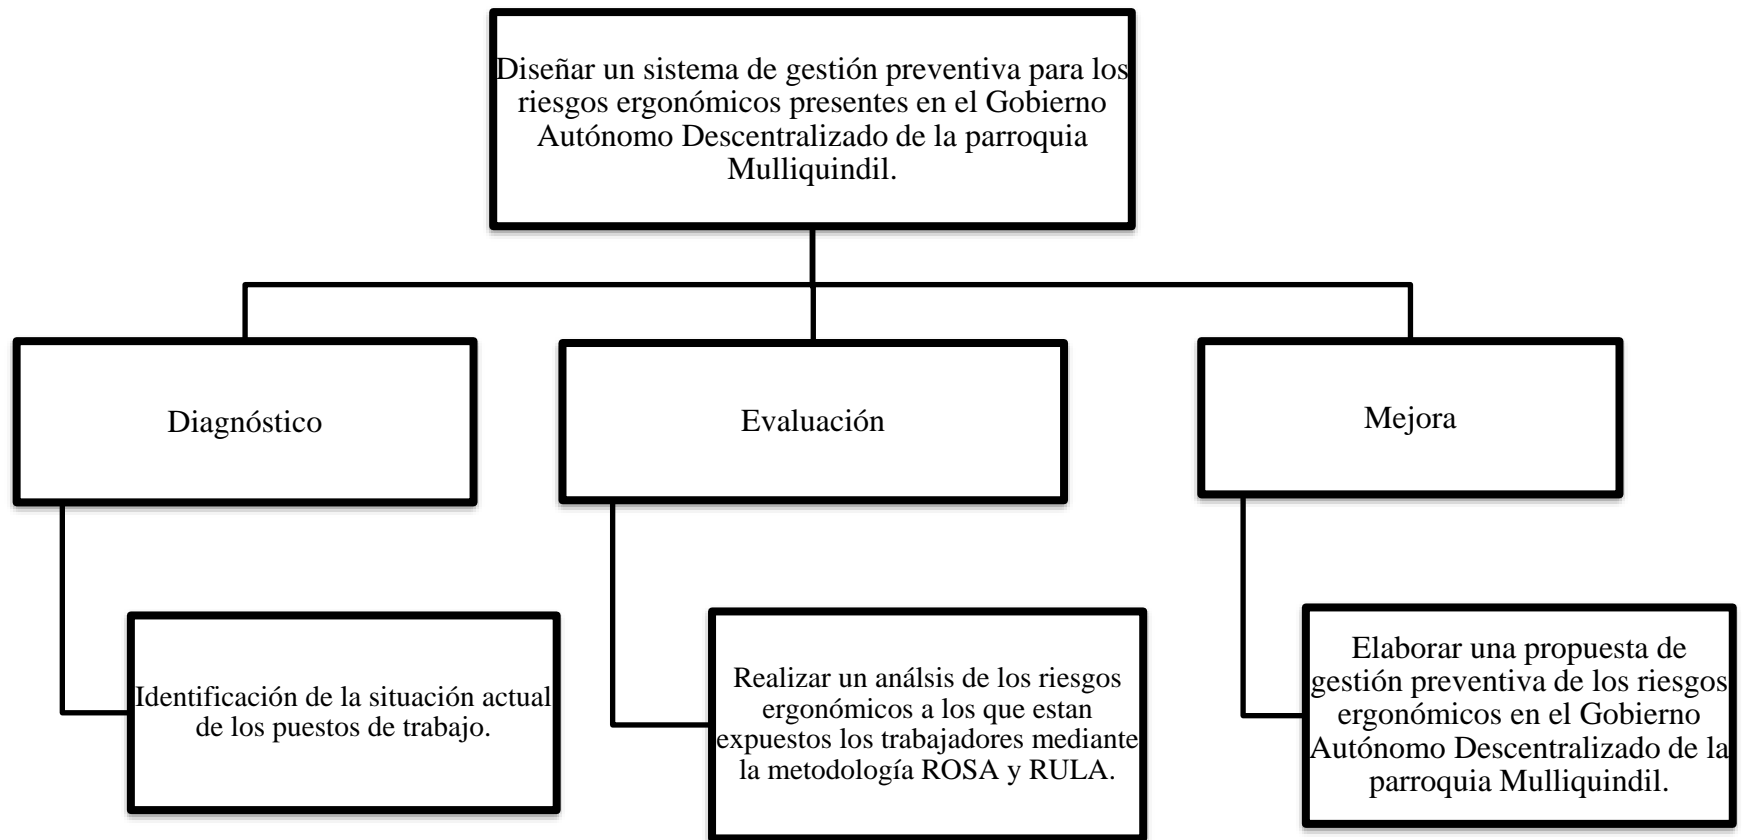 Diseñar un sistema de gestión preventiva para los
riesgos ergonómicos presentes en el Gobierno
Autónomo Descentralizado de la parroquia
Mulliquindil.
Diagnóstico
Evaluación
Mejora
Identificación de la situación actual
de los puestos de trabajo.
Realizar un análsis de los riesgos
ergonómicos a los que estan
expuestos los trabajadores mediante
la metodología ROSA y RULA.
Elaborar una propuesta de
gestión preventiva de los riesgos
ergonómicos en el Gobierno
Autónomo Descentralizado de la
parroquia Mulliquindil.